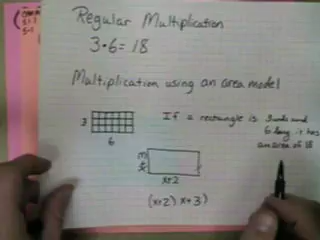 Regular Multiplication
3·6=18
Multiplication using an area model
3
6
If a rectangle is 3 wide and
6 long it has
an area of 18
x+2
(x+2)(x+3)